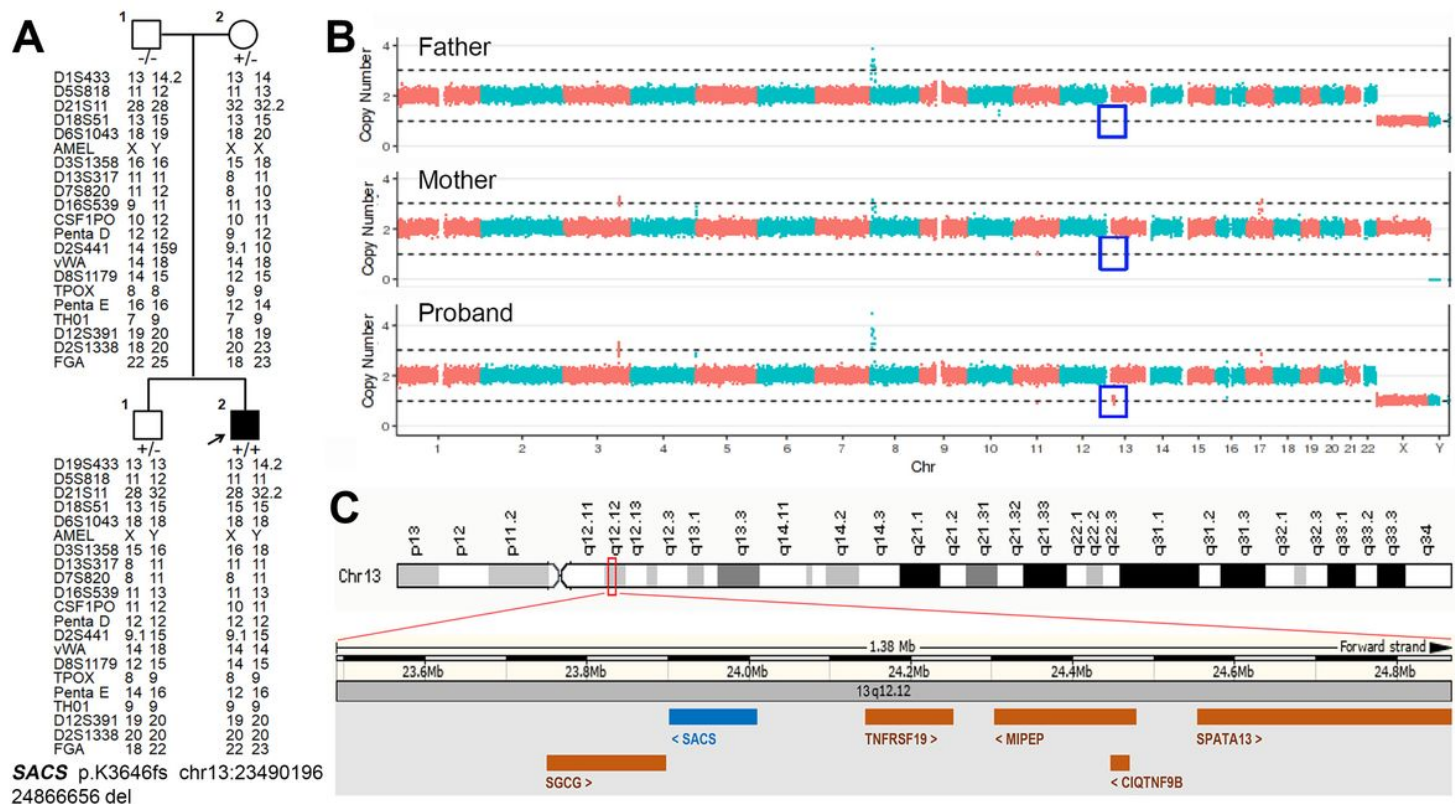 A
1
2
-/-
+/-
D1S433 13 14.2 13 14
D5S818 11 12 11 13
D21S11 28 28 32 32.2
D18S51 13 15 13 15
D6S1043 18 19 18 20
AMEL X Y X X
D3S1358 16 16 15 18
D13S317 11 11 8 11
D7S820 11 12 8 10
D16S539 9 11 11 13
CSF1PO 10 12 10 11
Penta D 12 12 9 12
D2S441 14 159 9.1 10
vWA 14 18 14 18
D8S1179 14 15 12 15
TPOX 8 8 9 9
Penta E 16 16 12 14
TH01 7 9 7 9
D12S391 19 20 18 19
D2S1338 18 20 20 23
FGA 22 25 18 23
1
2
+/-
+/+
D19S433 13 13 13 14.2
D5S818 11 12 11 11
D21S11 28 32 28 32.2
D18S51 13 15 15 15
D6S1043 18 18 18 18
AMEL X Y X Y
D3S1358 15 16 16 18
D13S317 8 11 11 11
D7S820 8 11 8 11
D16S539 11 13 11 13
CSF1PO 11 12 10 11
Penta D 12 12 12 12
D2S441 9.1 15 9.1 15
vWA 14 18 14 14
D8S1179 12 15 14 15
TPOX 8 9 8 9
Penta E 14 16 12 16
TH01 9 9 9 9
D12S391 19 20 19 20
D2S1338 20 20 20 20
FGA 18 22 22 23
SACS p.K3646fs chr13:23490196
24866656 del
B
Father
Copy Number
4
2
0
Mother
Copy Number
4
2
0
Proband
Copy Number
4
2
0
1 2 3 4 5 6 7 8 9 10 11 12 13 14 15 16 17 18 19 20 21 22 X Y
Chr
C
p13 p12 p11.2 q12.11 q12.12 q12.13 q12.3 q13.1 q13.3 q14.11 q14.2 q14.3 q21.1 q21.2 q21.31 q21.32 q21.33 q22.1 q22.2 q22.3 q31.1 q31.2 q31.3 q32.1 q32.3 q33.1 q33.3 q34
Chr13
1.38 Mb Forward strand
23.6Mb 23.8Mb 24.0Mb 24.2Mb 24.4Mb 24.6Mb 24.8Mb
13q12.12
< SACS TNFRSF19 > < MIPEP SPATA13 >
SGCG > < CIQTNF9B